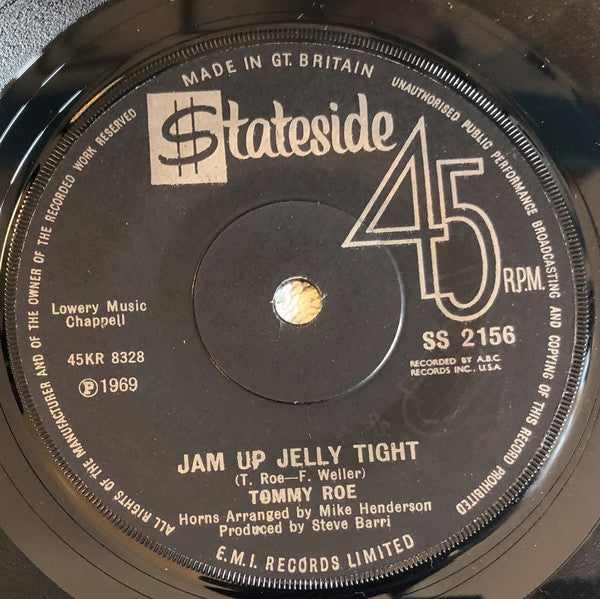 MADE IN GT. BRITAIN
UNAUTHORISED PUBLIC PERFORMANCE BROADCASTING AND COPYING OF THIS RECORD PROHIBITED
ALL RIGHTS OF THE MANUFACTURER AND OF THE OWNER OF THE RECORDED WORK RESERVED
$tateside
45
R.P.M.
Lowery Music
Chappell
45KR 8328
Ⓟ1969
SS 2156
RECORDED BY A.B.C.
RECORDS INC., U.S.A
JAM UP JELLY TIGHT
(T. Roe—F. Weller)
TOMMY ROE
Horns Arranged by Mike Henderson
Produced by Steve Barri
E.M.I. RECORDS LIMITED